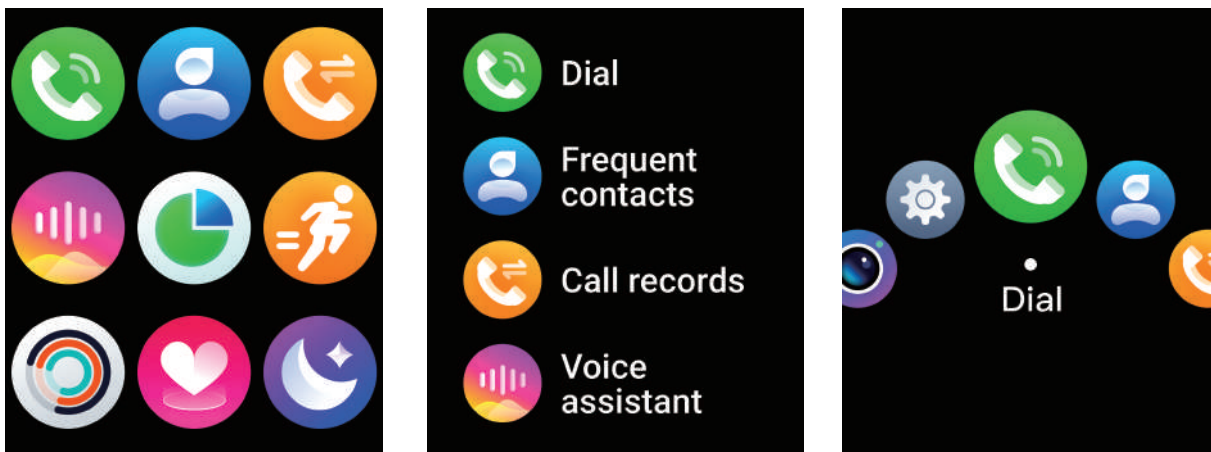 Dial
Frequent
contacts
Call records
Voice
assistant
Dial